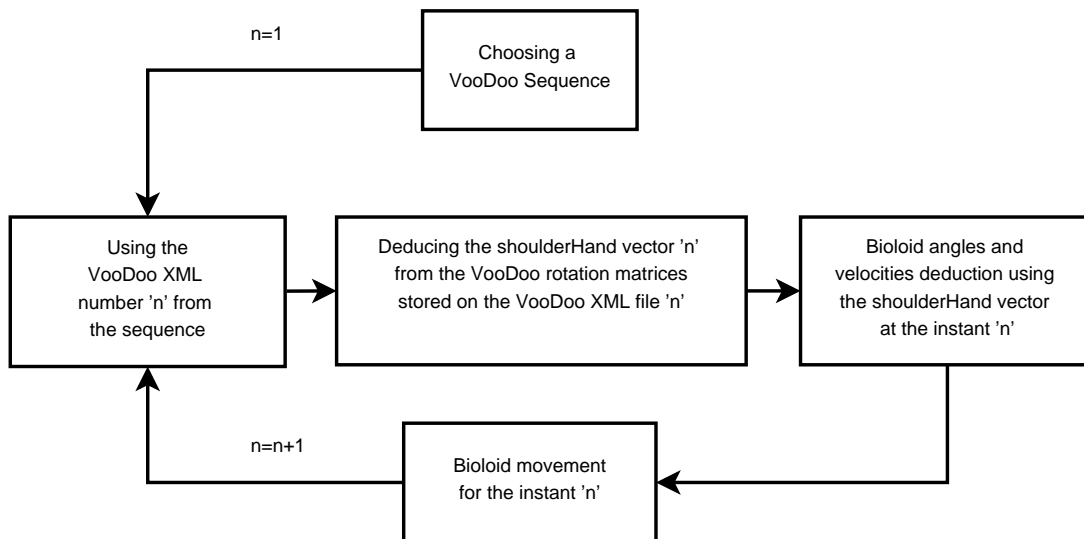 n=1
Choosing a
VooDoo Sequence
Using the
VooDoo XML
number ’n’ from
the sequence
Deducing the shoulderHand vector ’n’
from the VooDoo rotation matrices
stored on the VooDoo XML file ’n’
Bioloid angles and
velocities deduction using
the shoulderHand vector
at the instant ’n’
n=n+1
Bioloid movement
for the instant ’n’